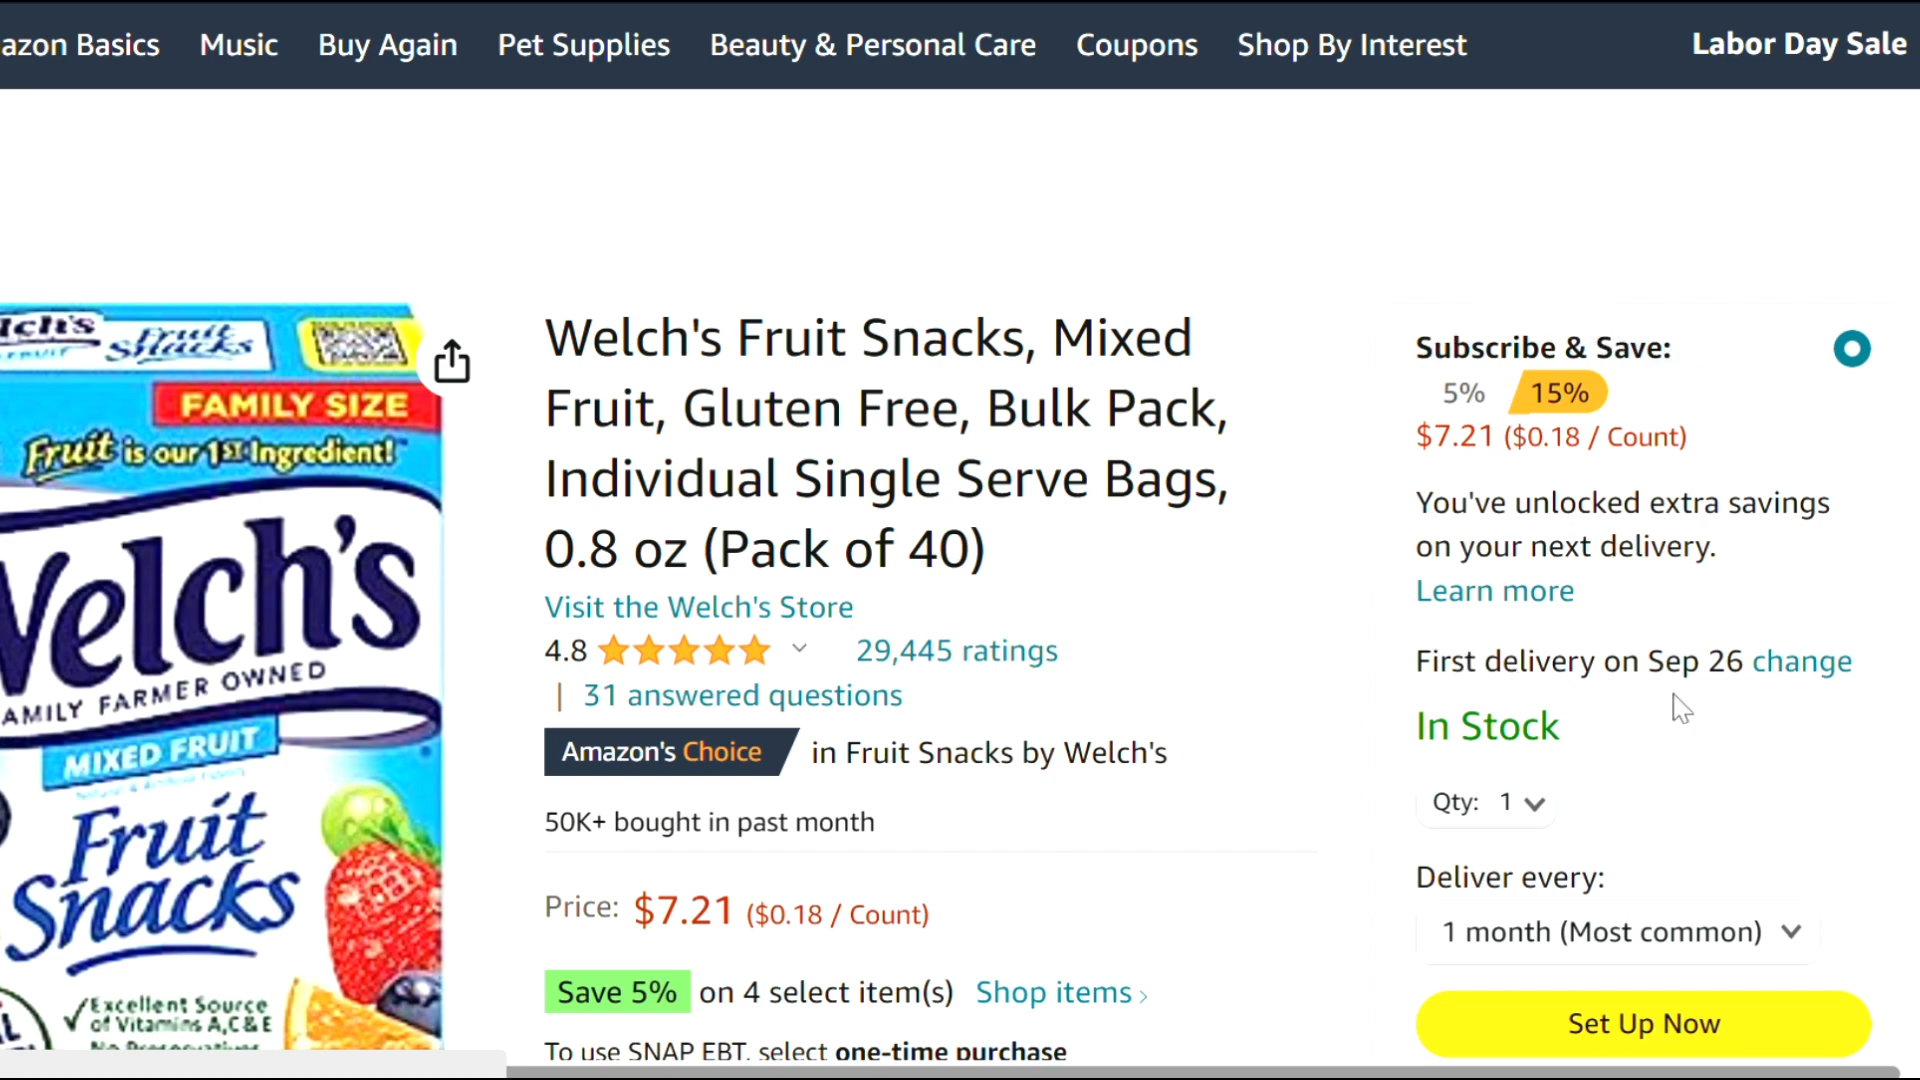 azon Basics Music Buy Again Pet Supplies Beauty & Personal Care Coupons Shop By Interest Labor Day Sale
lch's
Fruit
Snacks
FAMILY SIZE
Fruit is our 1ST Ingredient!
Welch's
FAMILY FARMER OWNED
MIXED FRUIT
Fruit
Snacks
✓Excellent Source
of Vitamins A,C&E
No Preservatives
Welch's Fruit Snacks, Mixed
Fruit, Gluten Free, Bulk Pack,
Individual Single Serve Bags,
0.8 oz (Pack of 40)
Visit the Welch's Store
4.8 29,445 ratings
| 31 answered questions
Amazon's Choice in Fruit Snacks by Welch's
50K+ bought in past month
Price: $7.21 ($0.18 / Count)
Save 5% on 4 select item(s) Shop items ›
To use SNAP EBT, select one-time purchase
Subscribe & Save:
5% 15%
$7.21 ($0.18 / Count)
You've unlocked extra savings
on your next delivery.
Learn more
First delivery on Sep 26 change
In Stock
Qty: 1
Deliver every:
1 month (Most common)
Set Up Now